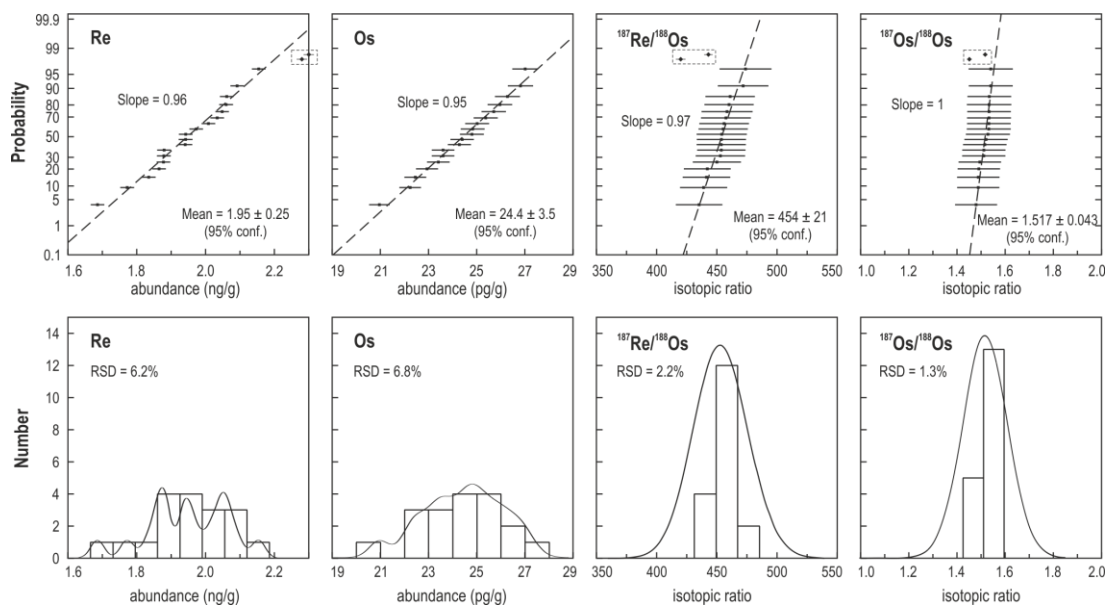 Probability
99.9
99
95
80
70
50
30
20
10
5
1
0.1
Re
Slope = 0.96
Mean = 1.95 ± 0.25
(95% conf.)
1.6 1.8 2.0 2.2
abundance (ng/g)
Os
Slope = 0.95
Mean = 24.4 ± 3.5
(95% conf.)
19 21 23 25 26 29
abundance (pg/g)
¹⁸⁷Re/¹⁸⁸Os
Slope = 0.97
Mean = 454 ± 21
(95% conf.)
350 400 450 500 550
isotopic ratio
¹⁸⁷Os/¹⁸⁸Os
Slope = 1
Mean = 1.517 ± 0.043
(95% conf.)
1.0 1.2 1.4 1.6 1.8 2.0
isotopic ratio
Number
14
12
10
8
6
4
2
0
Re
RSD = 6.2%
1.6 1.8 2.0 2.2
abundance (ng/g)
Os
RSD = 6.8%
19 21 23 25 26 29
abundance (pg/g)
¹⁸⁷Re/¹⁸⁸Os
RSD = 2.2%
350 400 450 500 550
isotopic ratio
¹⁸⁷Os/¹⁸⁸Os
RSD = 1.3%
1.0 1.2 1.4 1.6 1.8 2.0
isotopic ratio